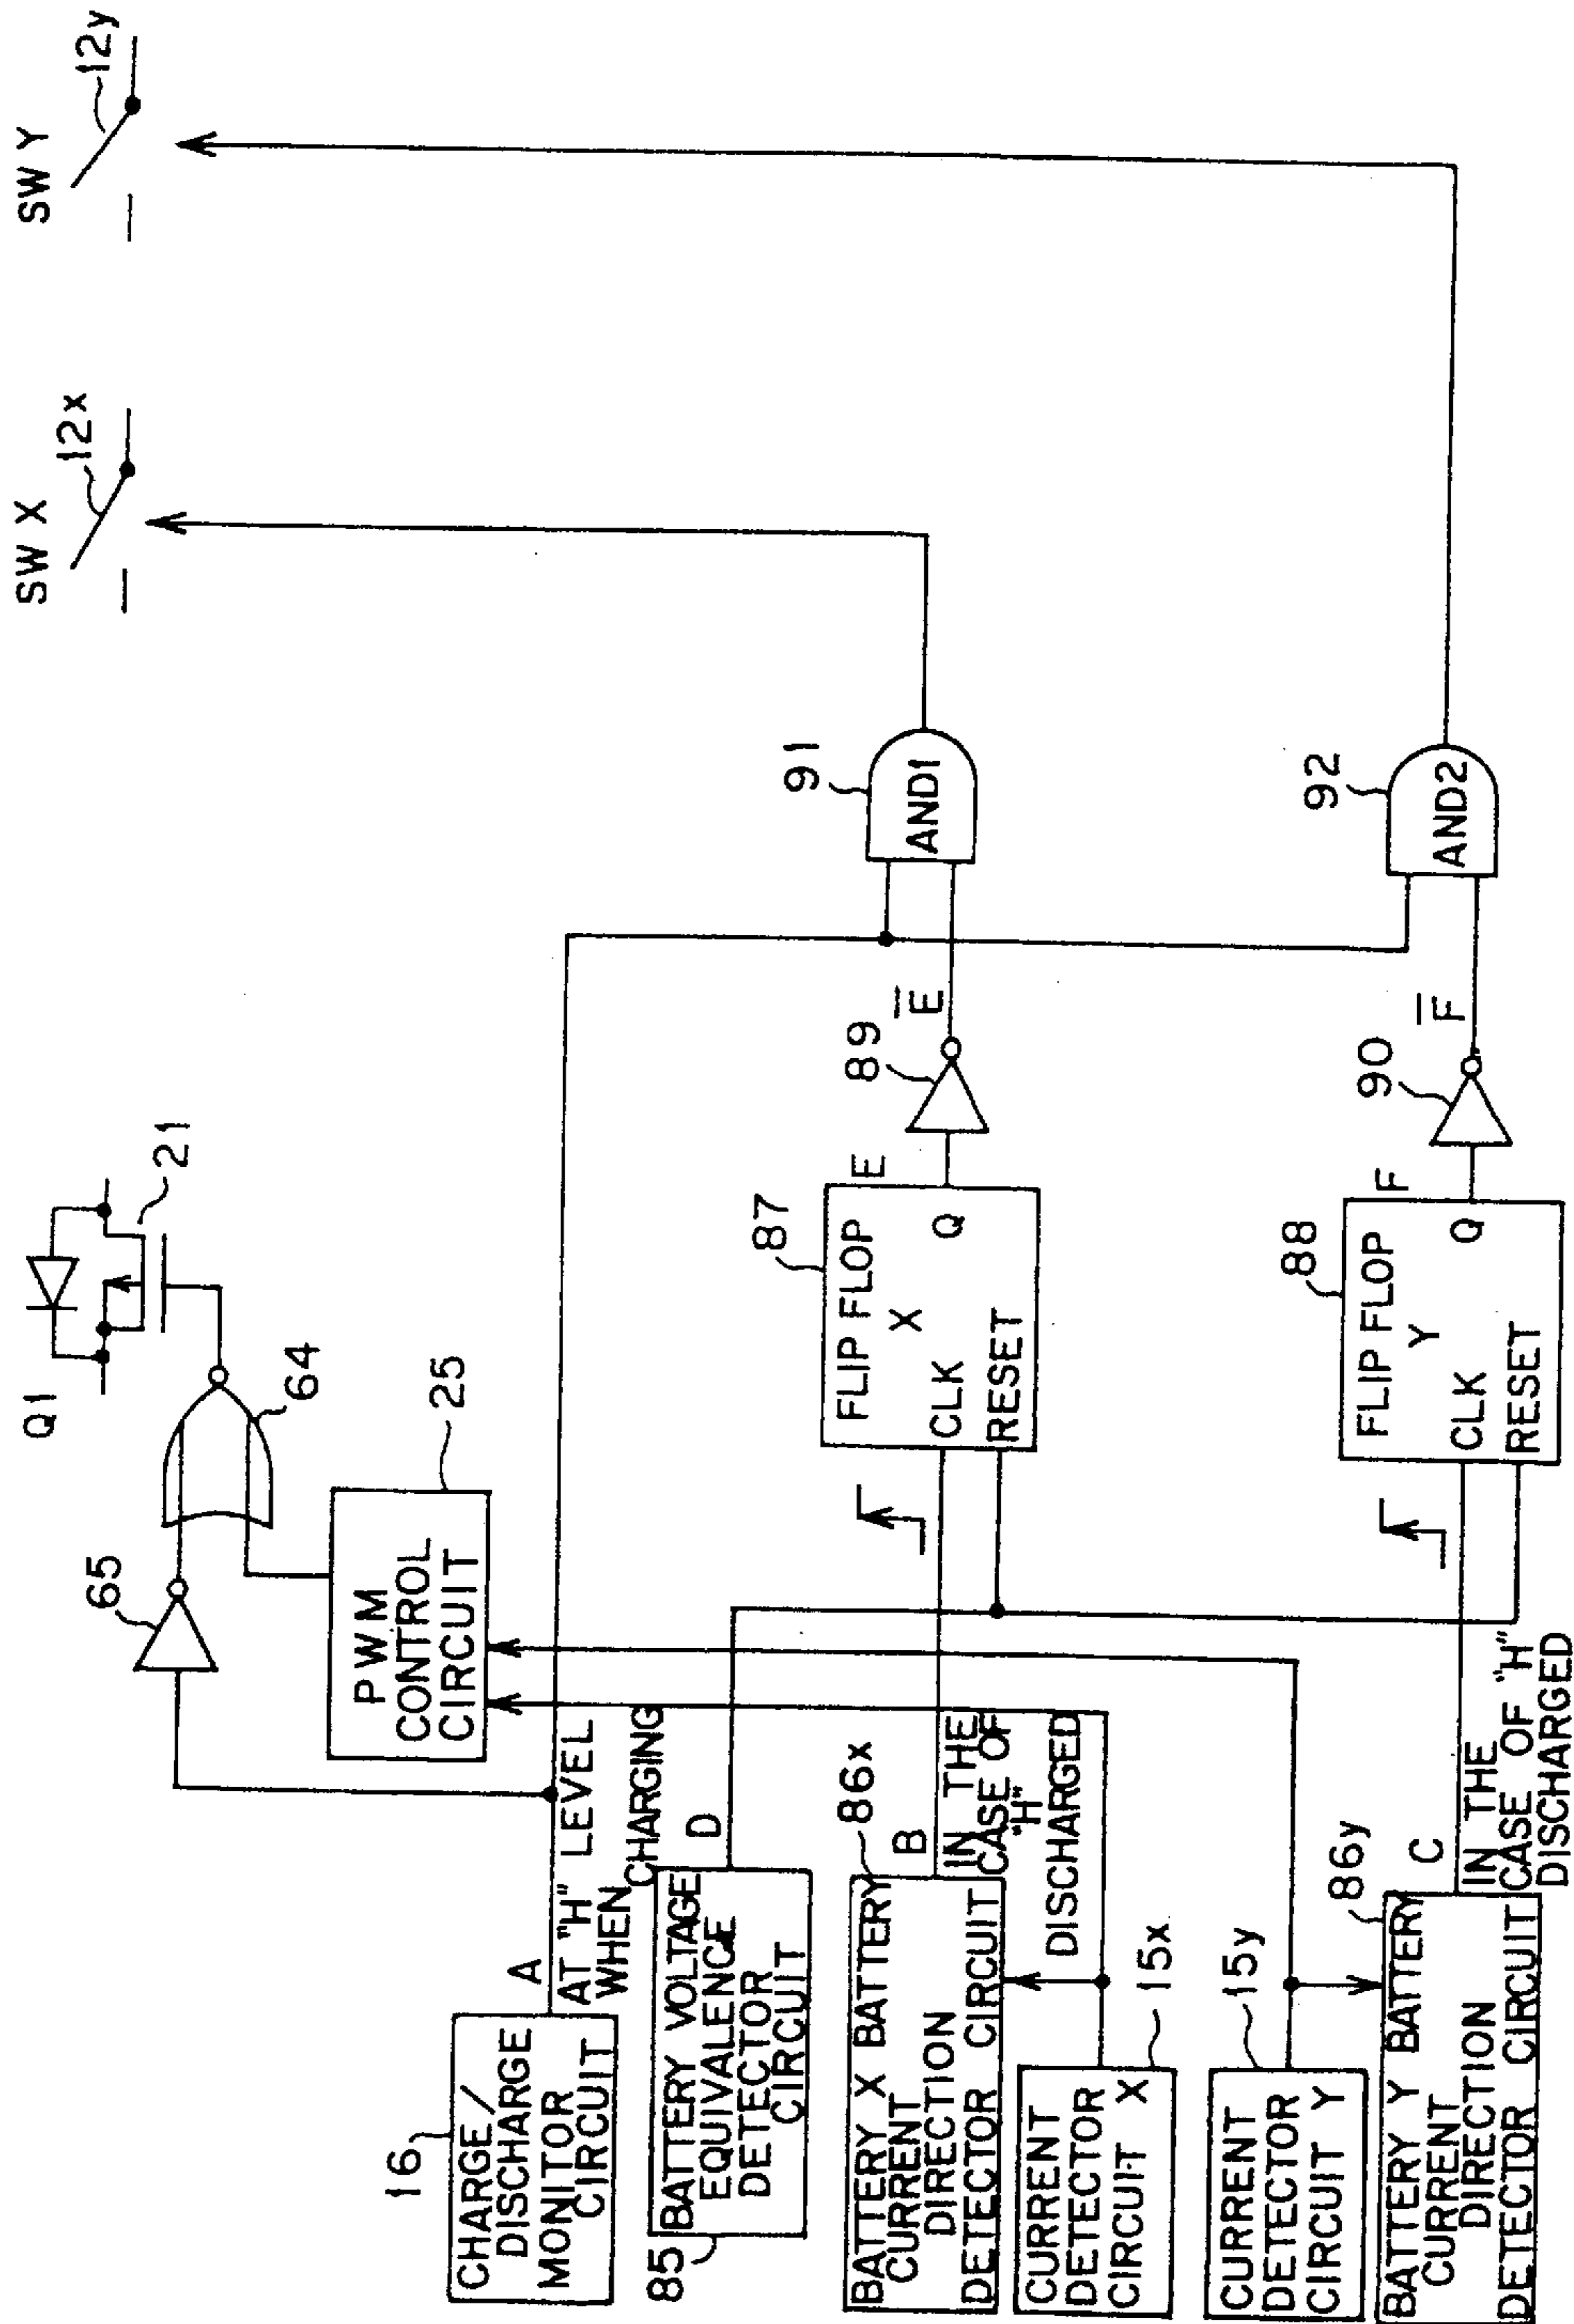 SW X
12x
SW Y
12y
Q1
21
64
65
25
PWM
CONTROL
CIRCUIT
16
CHARGE/
DISCHARGE
MONITOR
CIRCUIT
A
AT "H" LEVEL
WHEN
CHARGING
85
BATTERY VOLTAGE
EQUIVALENCE
DETECTOR
CIRCUIT
D
86x
BATTERY X BATTERY
CURRENT
DIRECTION
DETECTOR CIRCUIT
B
IN THE
CASE OF
"H"
DISCHARGED
CURRENT
DETECTOR
CIRCUIT X
15x
CURRENT
DETECTOR
CIRCUIT Y
15y
86y
BATTERY Y BATTERY
CURRENT
DIRECTION
DETECTOR CIRCUIT
C
IN THE
CASE OF "H"
DISCHARGED
87
FLIP FLOP
X
CLK Q
RESET
E
89
E̅
91
AND1
88
FLIP FLOP
Y
CLK Q
RESET
F
90
F̅
92
AND2